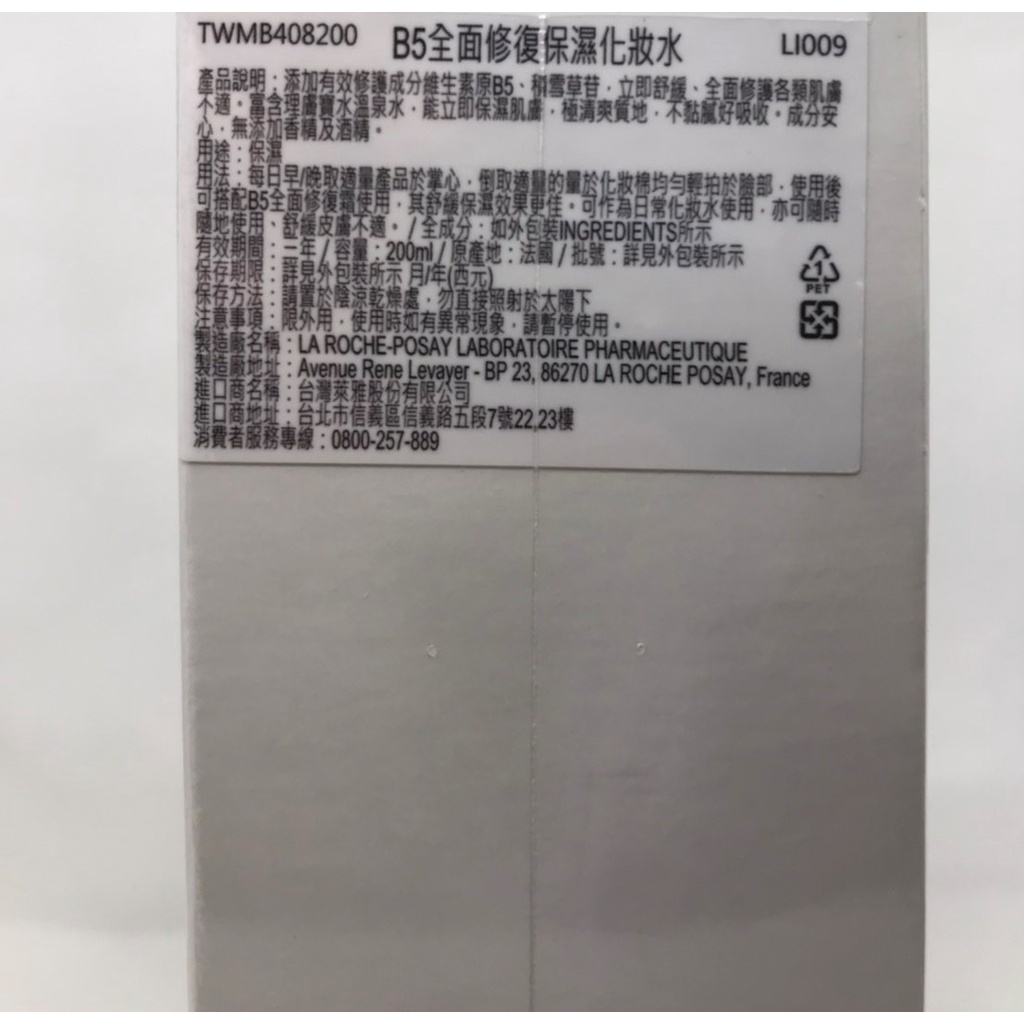 TWMB408200 B5全面修復保濕化妝水 LI009
產品說明：添加有效修護成分維生素原B5、積雪草苷，立即舒緩、全面修護各類肌膚
不適。富含理膚寶水溫泉水，能立即保濕肌膚，極清爽質地，不黏膩好吸收。成分安
心，無添加香精及酒精。
用途：保濕
用法：每日早/晚取適量產品於掌心，倒取適量的量於化妝棉均勻輕拍於臉部，使用後
可搭配B5全面修復霜使用，其舒緩保濕效果更佳。可作為日常化妝水使用，亦可隨時
隨地使用、舒緩皮膚不適。/ 全成分：如外包裝INGREDIENTS所示
有效期間：三年 / 容量：200ml / 原產地：法國 / 批號：詳見外包裝所示
保存期限：詳見外包裝所示 月/年(西元)
保存方法：請置於陰涼乾燥處，勿直接照射於太陽下
注意事項：限外用，使用時如有異常現象，請暫停使用。
製造廠名稱：LA ROCHE-POSAY LABORATOIRE PHARMACEUTIQUE
製造廠地址：Avenue Rene Levayer - BP 23, 86270 LA ROCHE POSAY, France
進口商名稱：台灣萊雅股份有限公司
進口商地址：台北市信義區信義路五段7號22,23樓
消費者服務專線：0800-257-889
1
PET